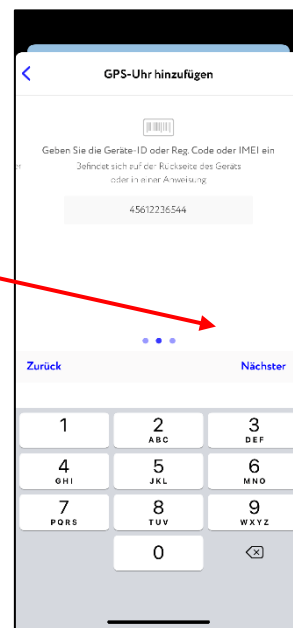 GPS-Uhr hinzufügen
Geben Sie die Geräte-ID oder Reg. Code oder IMEI ein
er
Befindet sich auf der Rückseite des Geräts
oder in einer Anweisung
45612236544
Zurück
Nächster
1
2
ABC
3
DEF
4
GHI
5
JKL
6
MNO
7
PQRS
8
TUV
9
WXYZ
0